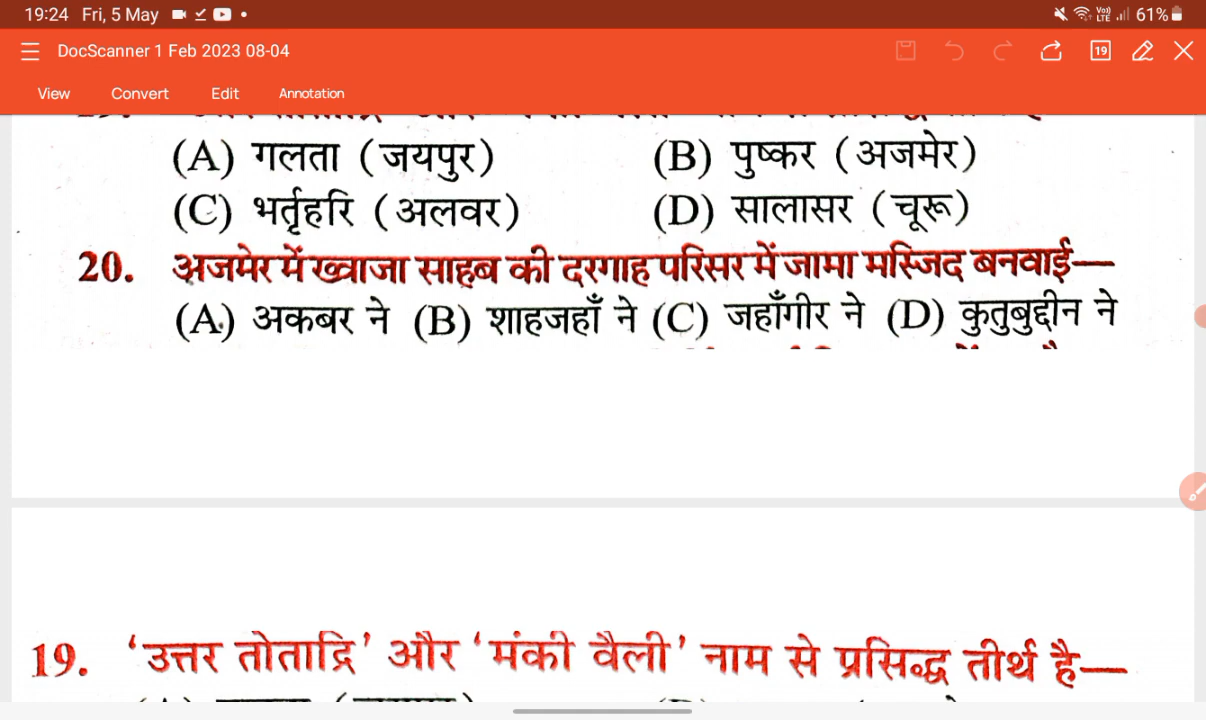 19:24 Fri, 5 May 61%
DocScanner 1 Feb 2023 08-04 19
View Convert Edit Annotation
(A) गलता (जयपुर) (B) पुष्कर (अजमेर)
(C) भर्तृहरि (अलवर) (D) सालासर (चूरू)
20. अजमेर में ख्वाजा साहब की दरगाह परिसर में जामा मस्जिद बनवाई—
(A) अकबर ने (B) शाहजहाँ ने (C) जहाँगीर ने (D) कुतुबुद्दीन ने
19. ‘उत्तर तोताद्रि’ और ‘मंकी वैली’ नाम से प्रसिद्ध तीर्थ है—